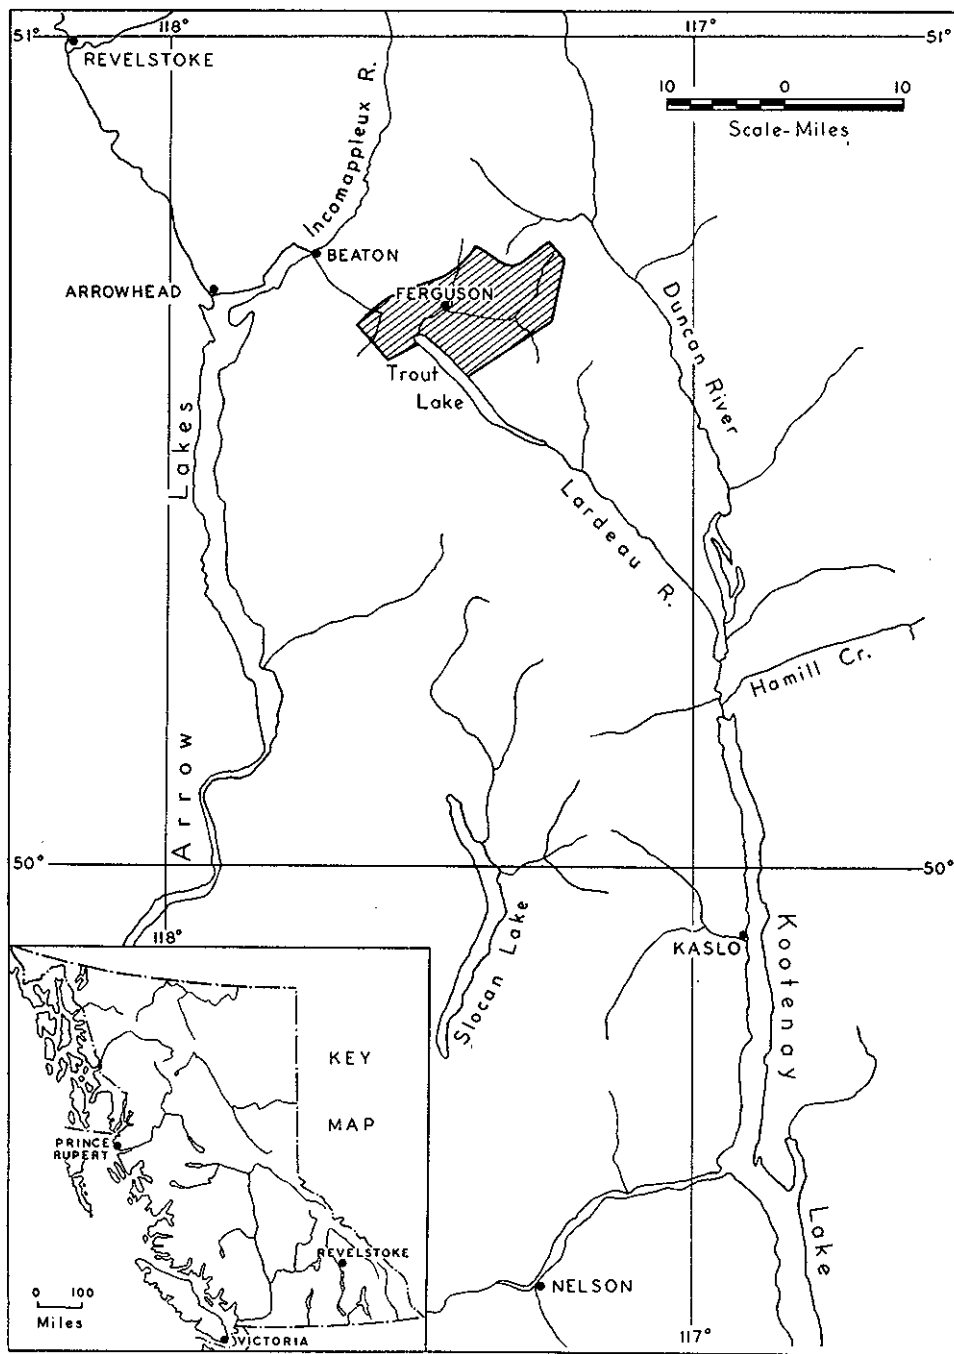 118°
117°
51°
51°
REVELSTOKE
10 0 10
Scale-Miles
Incomappleux R.
BEATON
ARROWHEAD
FERGUSON
Duncan River
Trout
Lake
Lardeau R.
Hamill Cr.
Arrow Lakes
50°
50°
118°
Slocan Lake
KASLO
Kootenay Lake
KEY
MAP
PRINCE
RUPERT
REVELSTOKE
0 100
Miles
VICTORIA
NELSON
117°